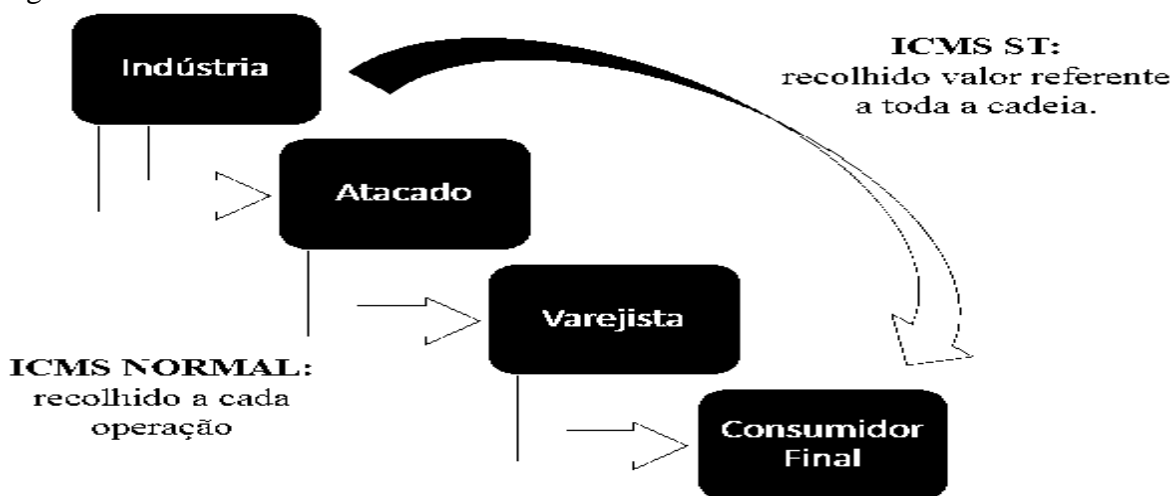 Indústria
ICMS ST:
recolhido valor referente
a toda a cadeia.
Atacado
Varejista
ICMS NORMAL:
recolhido a cada
operação
Consumidor
Final